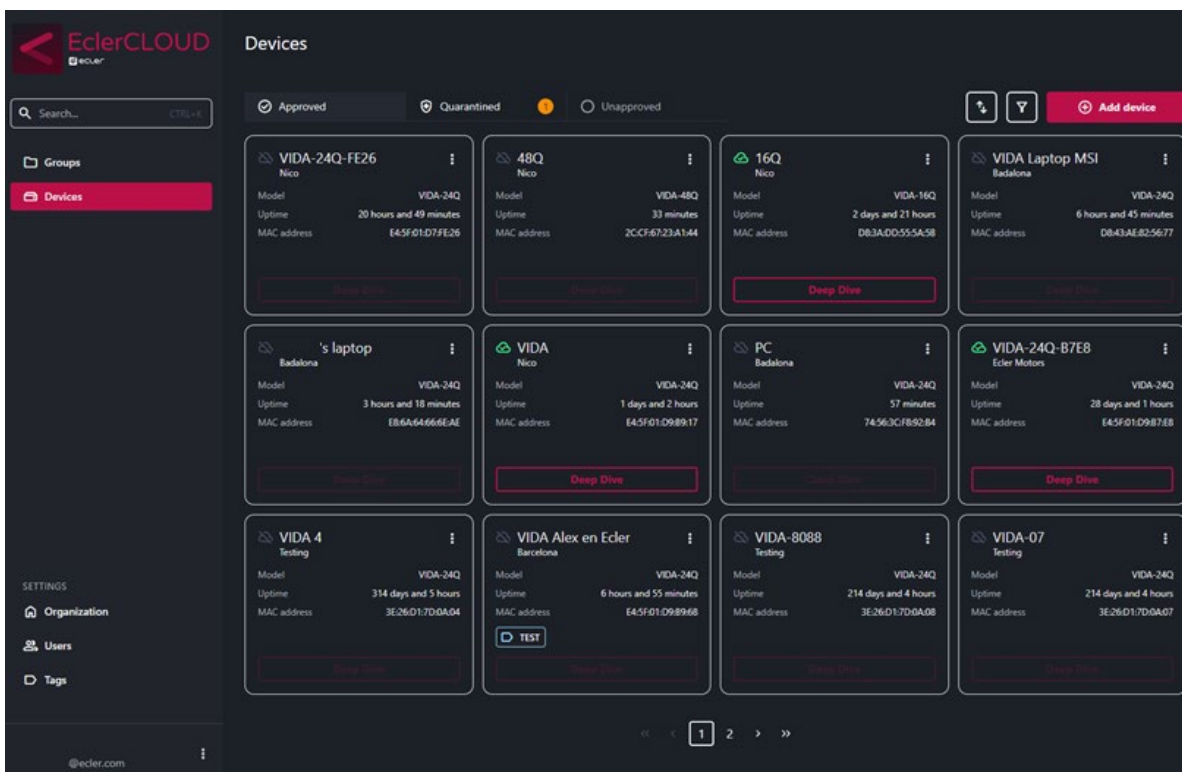 EclerCLOUD
ecler
Devices
Search... CTRL+K
Approved Quarantined 1 Unapproved
Add device
Groups
Devices
VIDA-24Q-FE26
Nico
Model VIDA-24Q
Uptime 20 hours and 49 minutes
MAC address E4:5F:01:D7:FE:26
Deep Dive
48Q
Nico
Model VIDA-48Q
Uptime 33 minutes
MAC address 2C:CF:67:23:A1:44
Deep Dive
16Q
Nico
Model VIDA-16Q
Uptime 2 days and 21 hours
MAC address D8:3A:DD:55:5A:58
Deep Dive
VIDA Laptop MSI
Badalona
Model VIDA-24Q
Uptime 6 hours and 45 minutes
MAC address D8:43:AE:82:56:77
Deep Dive
's laptop
Badalona
Model VIDA-24Q
Uptime 3 hours and 18 minutes
MAC address E8:6A:64:66:6E:AE
Deep Dive
VIDA
Nico
Model VIDA-24Q
Uptime 1 days and 2 hours
MAC address E4:5F:01:D9:89:17
Deep Dive
PC
Badalona
Model VIDA-24Q
Uptime 57 minutes
MAC address 74:56:3C:F8:92:84
Deep Dive
VIDA-24Q-B7E8
Ecler Motors
Model VIDA-24Q
Uptime 28 days and 1 hours
MAC address E4:5F:01:D9:B7:E8
Deep Dive
VIDA 4
Testing
Model VIDA-24Q
Uptime 314 days and 5 hours
MAC address 3E:26:D1:7D:0A:04
Deep Dive
VIDA Alex en Ecler
Barcelona
Model VIDA-24Q
Uptime 6 hours and 55 minutes
MAC address E4:5F:01:D9:89:68
TEST
Deep Dive
VIDA-8088
Testing
Model VIDA-24Q
Uptime 214 days and 4 hours
MAC address 3E:26:D1:7D:0A:08
Deep Dive
VIDA-07
Testing
Model VIDA-24Q
Uptime 214 days and 4 hours
MAC address 3E:26:D1:7D:0A:07
Deep Dive
SETTINGS
Organization
Users
Tags
@ecler.com
« ‹ 1 2 › »